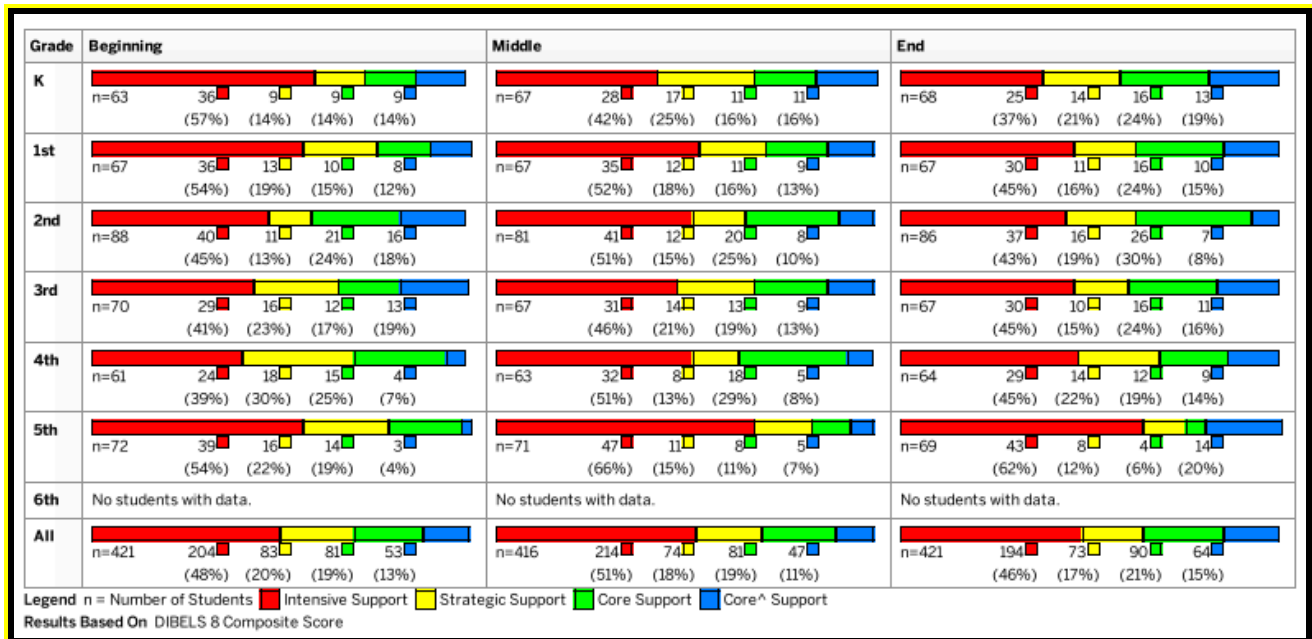 Grade Beginning Middle End
K
n=63 36 9 9 9 n=67 28 17 11 11 n=68 25 14 16 13
(57%) (14%) (14%) (14%) (42%) (25%) (16%) (16%) (37%) (21%) (24%) (19%)
1st
n=67 36 13 10 8 n=67 35 12 11 9 n=67 30 11 16 10
(54%) (19%) (15%) (12%) (52%) (18%) (16%) (13%) (45%) (16%) (24%) (15%)
2nd
n=88 40 11 21 16 n=81 41 12 20 8 n=86 37 16 26 7
(45%) (13%) (24%) (18%) (51%) (15%) (25%) (10%) (43%) (19%) (30%) (8%)
3rd
n=70 29 16 12 13 n=67 31 14 13 9 n=67 30 10 16 11
(41%) (23%) (17%) (19%) (46%) (21%) (19%) (13%) (45%) (15%) (24%) (16%)
4th
n=61 24 18 15 4 n=63 32 8 18 5 n=64 29 14 12 9
(39%) (30%) (25%) (7%) (51%) (13%) (29%) (8%) (45%) (22%) (19%) (14%)
5th
n=72 39 16 14 3 n=71 47 11 8 5 n=69 43 8 4 14
(54%) (22%) (19%) (4%) (66%) (15%) (11%) (7%) (62%) (12%) (6%) (20%)
6th No students with data. No students with data. No students with data.
All
n=421 204 83 81 53 n=416 214 74 81 47 n=421 194 73 90 64
(48%) (20%) (19%) (13%) (51%) (18%) (19%) (11%) (46%) (17%) (21%) (15%)
Legend n = Number of Students Intensive Support Strategic Support Core Support Core^ Support
Results Based On DIBELS 8 Composite Score